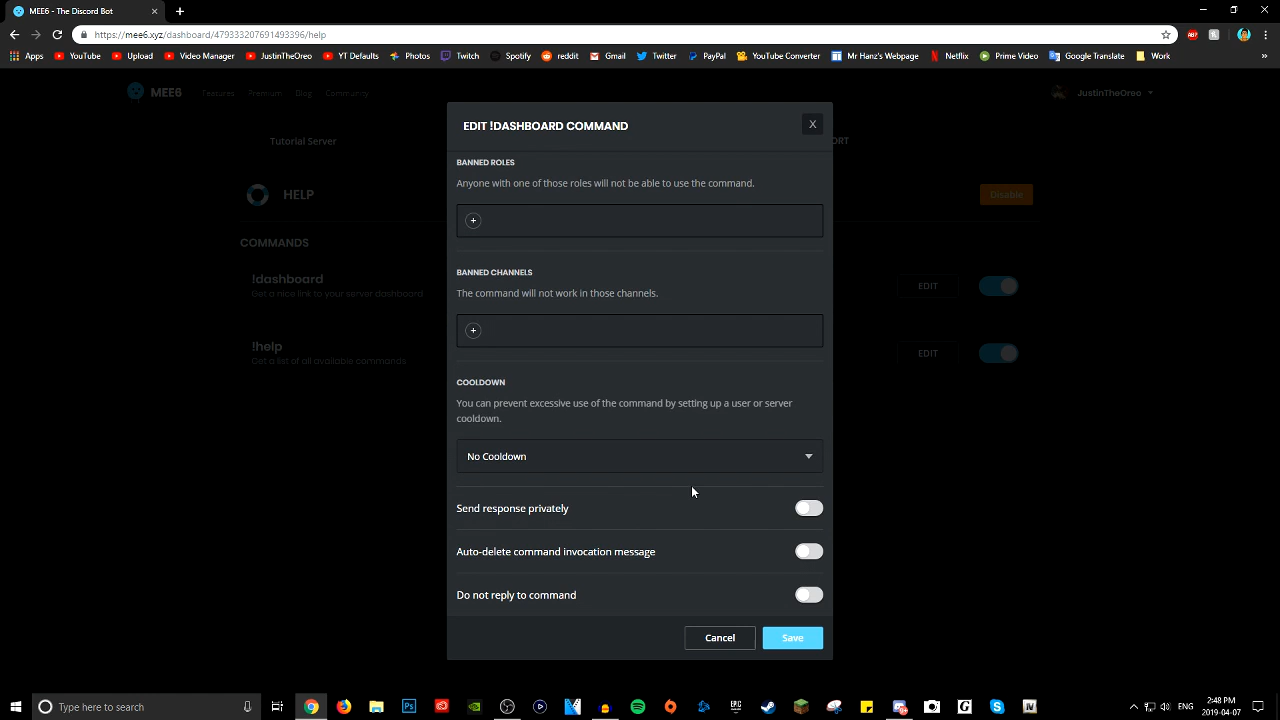 MEE6 - The Discord Bot
https://mee6.xyz/dashboard/479333207691493396/help
Apps YouTube Upload Video Manager JustinTheOreo YT Defaults Photos Twitch Spotify reddit Gmail Twitter PayPal YouTube Converter Mr Hanz's Webpage Netflix Prime Video Google Translate Work »
MEE6 Features Premium Blog Community JustinTheOreo
EDIT !DASHBOARD COMMAND X
Tutorial Server ORT
BANNED ROLES
Anyone with one of those roles will not be able to use the command.
HELP Disable
+
COMMANDS
BANNED CHANNELS
!dashboard EDIT
Get a nice link to your server dashboard
The command will not work in those channels.
+
!help EDIT
Get a list of all available commands
COOLDOWN
You can prevent excessive use of the command by setting up a user or server
cooldown.
No Cooldown
Send response privately
Auto-delete command invocation message
Do not reply to command
Cancel Save
Type here to search
ENG 2:48 PM
2019-04-07